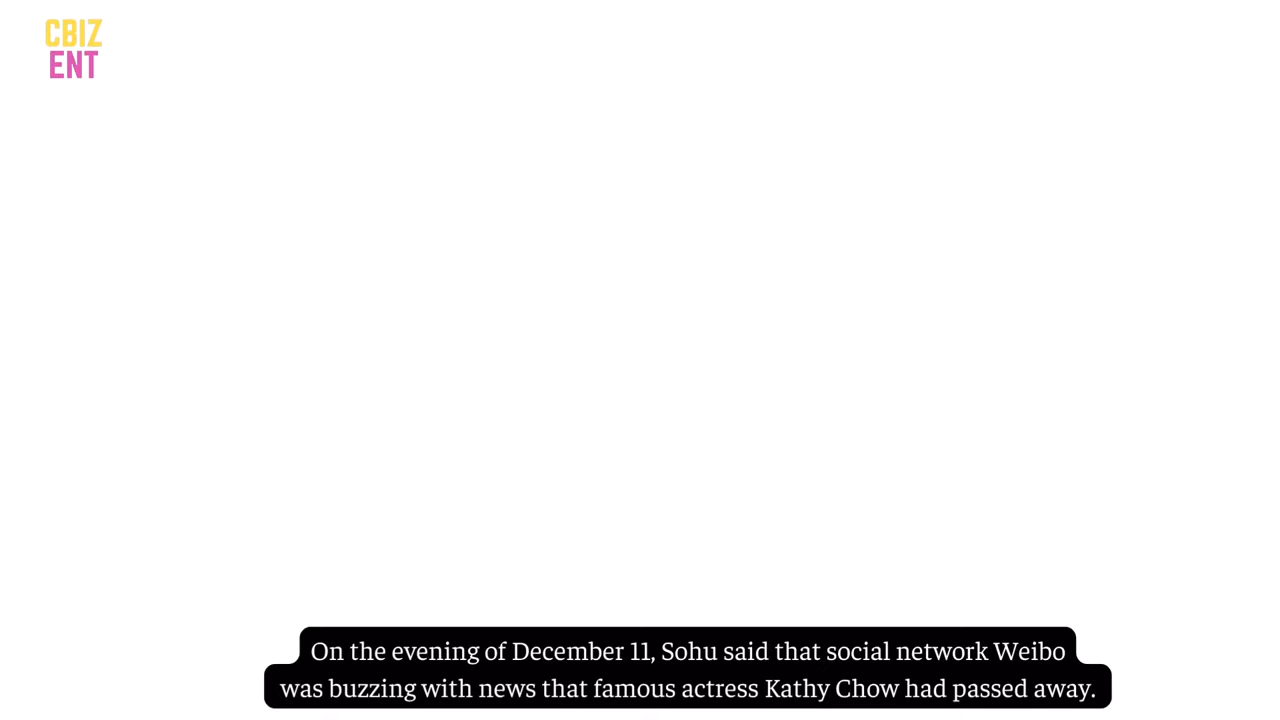 CBIZ
ENT
On the evening of December 11, Sohu said that social network Weibo
was buzzing with news that famous actress Kathy Chow had passed away.